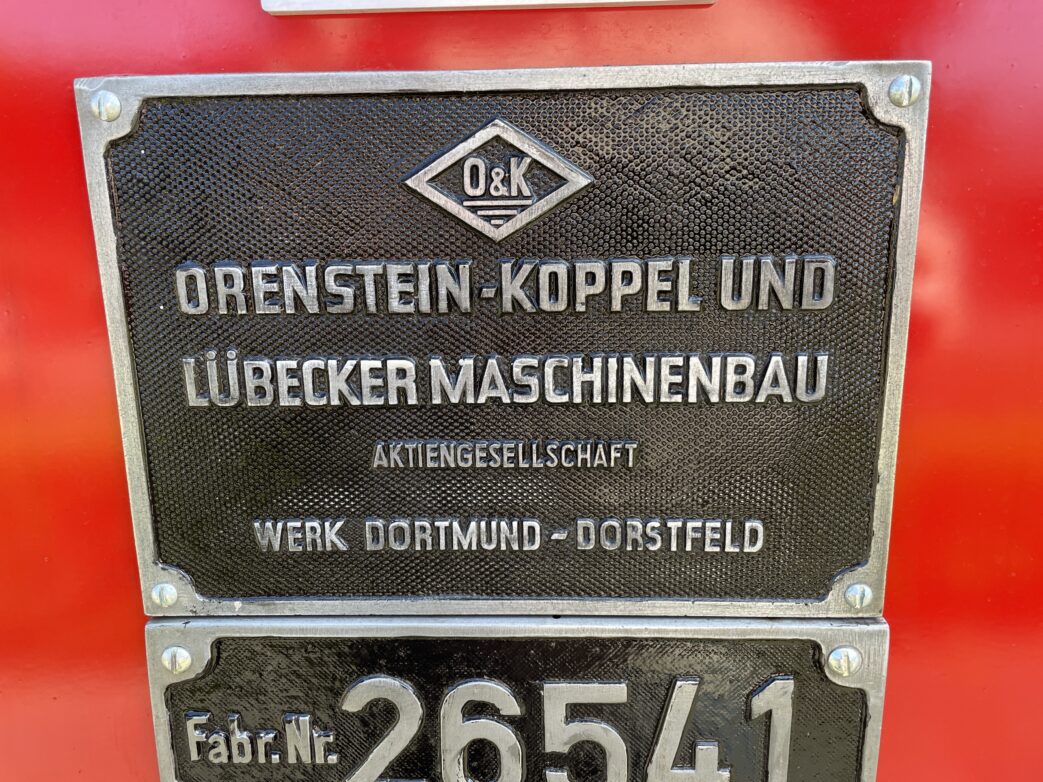 O&K
ORENSTEIN-KOPPEL UND
LÜBECKER MASCHINENBAU
AKTIENGESELLSCHAFT
WERK DORTMUND-DORSTFELD
Fabr.Nr. 26541